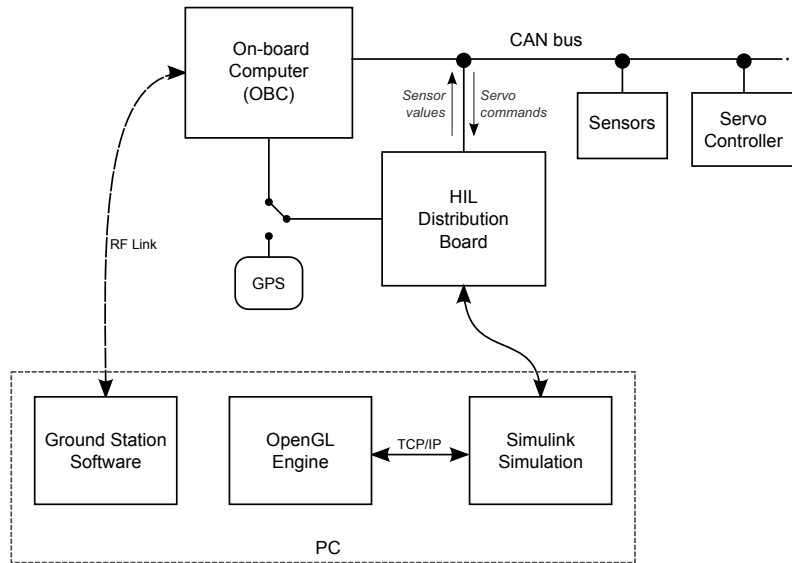 On-board
Computer
(OBC)
CAN bus
Sensor
values
Servo
commands
Sensors
Servo
Controller
HIL
Distribution
Board
RF Link
GPS
Ground Station
Software
OpenGL
Engine
TCP/IP
Simulink
Simulation
PC